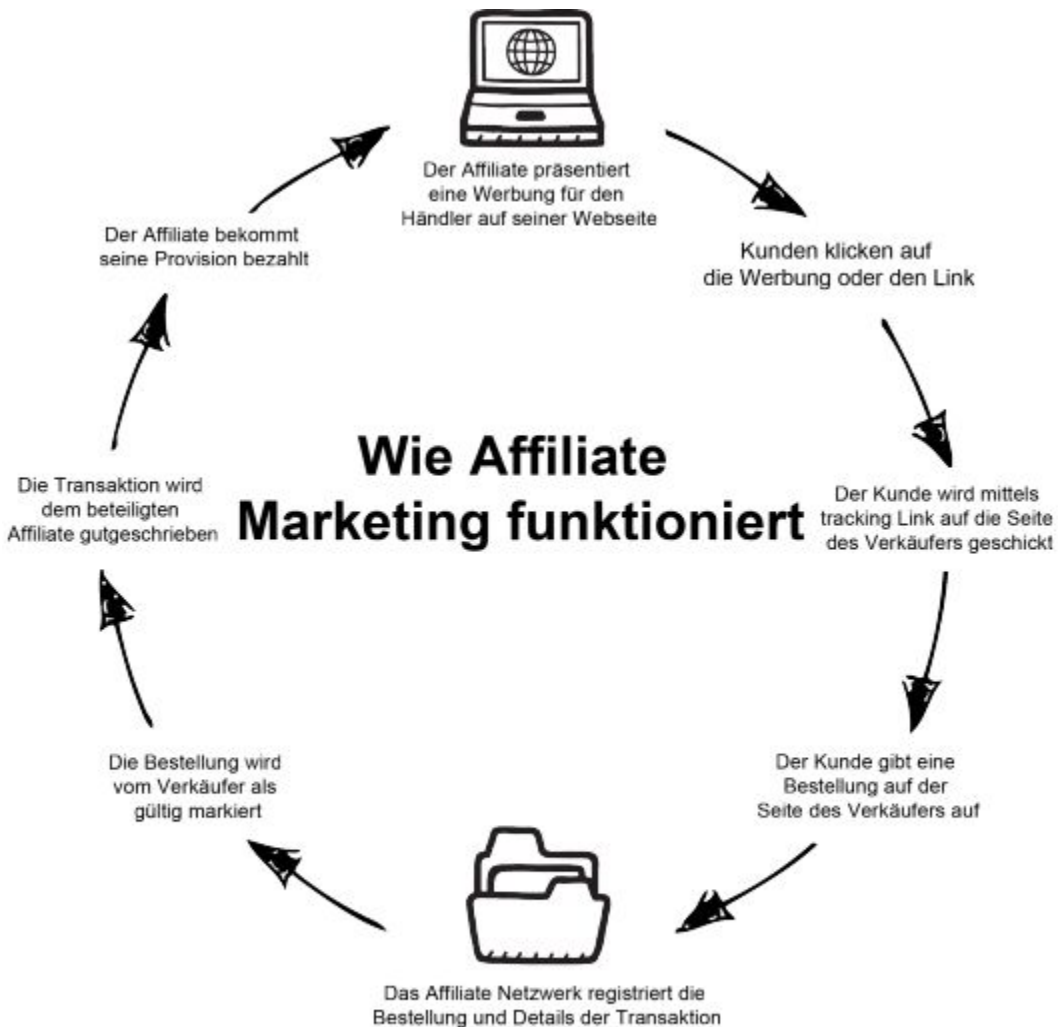 Der Affiliate präsentiert
eine Werbung für den
Händler auf seiner Webseite
Kunden klicken auf
die Werbung oder den Link
Der Kunde wird mittels
tracking Link auf die Seite
des Verkäufers geschickt
Der Kunde gibt eine
Bestellung auf der
Seite des Verkäufers auf
Das Affiliate Netzwerk registriert die
Bestellung und Details der Transaktion
Die Bestellung wird
vom Verkäufer als
gültig markiert
Die Transaktion wird
dem beteiligten
Affiliate gutgeschrieben
Der Affiliate bekommt
seine Provision bezahlt
Wie Affiliate
Marketing funktioniert